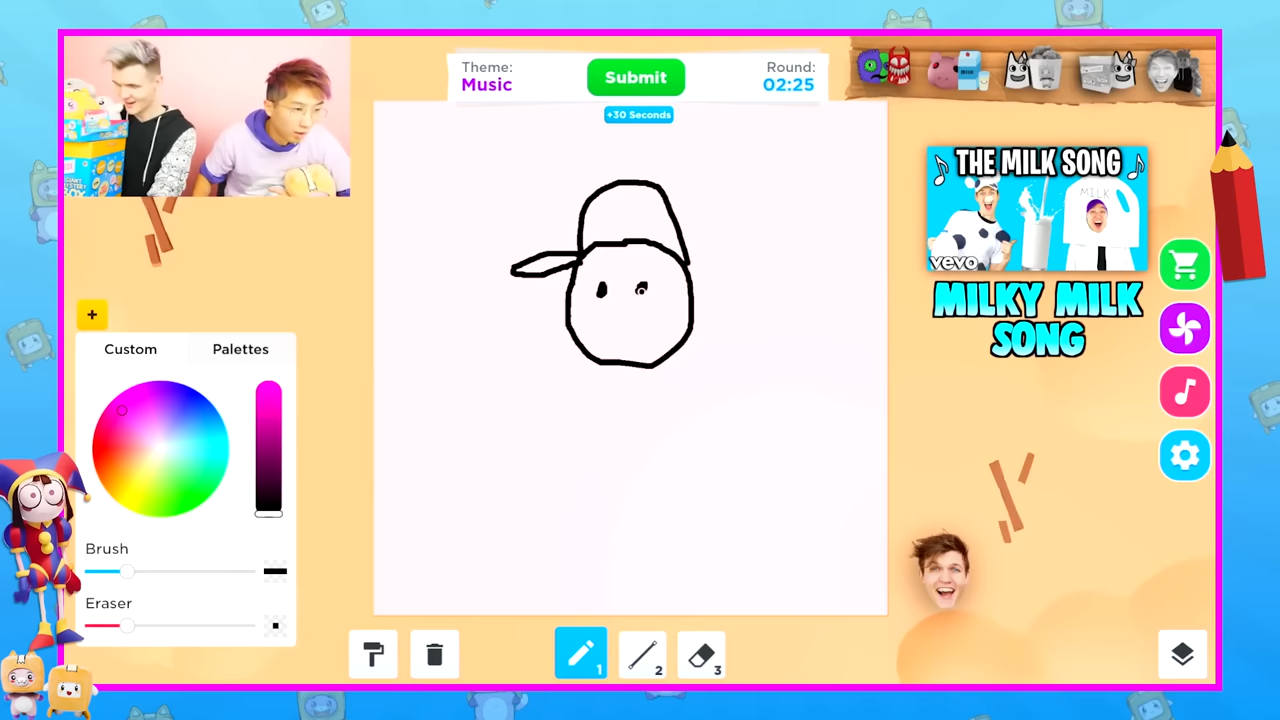 Theme:
Music
Submit
Round:
02:25
+30 Seconds
THE MILK SONG
MILK
vevo
MILKY MILK
SONG
+
Custom
Palettes
Brush
Eraser
1
2
3